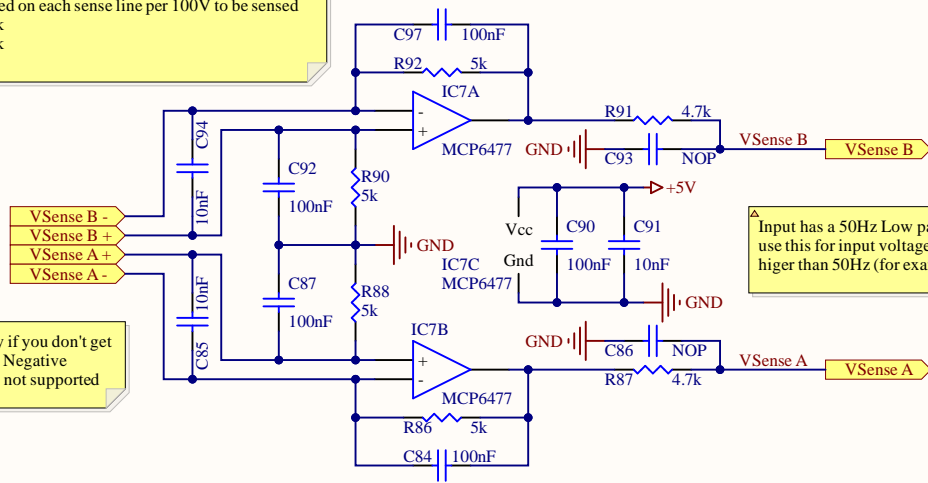 ed on each sense line per 100V to be sensed
k
k
C97 100nF
R92 5k
IC7A
-
+
MCP6477
R91 4.7k
GND
C93 NOP
VSense B
VSense B
C94
10nF
C92
100nF
R90
5k
+5V
Vcc
C90
100nF
C91
10nF
Gnd
GND
VSense B -
VSense B +
VSense A +
VSense A -
GND
IC7C
MCP6477
Input has a 50Hz Low pa
use this for input voltage
higer than 50Hz (for exa
10nF
C85
C87
100nF
R88
5k
y if you don't get
Negative
not supported
IC7B
+
-
MCP6477
GND
C86 NOP
R87 4.7k
VSense A
VSense A
R86 5k
C84 100nF